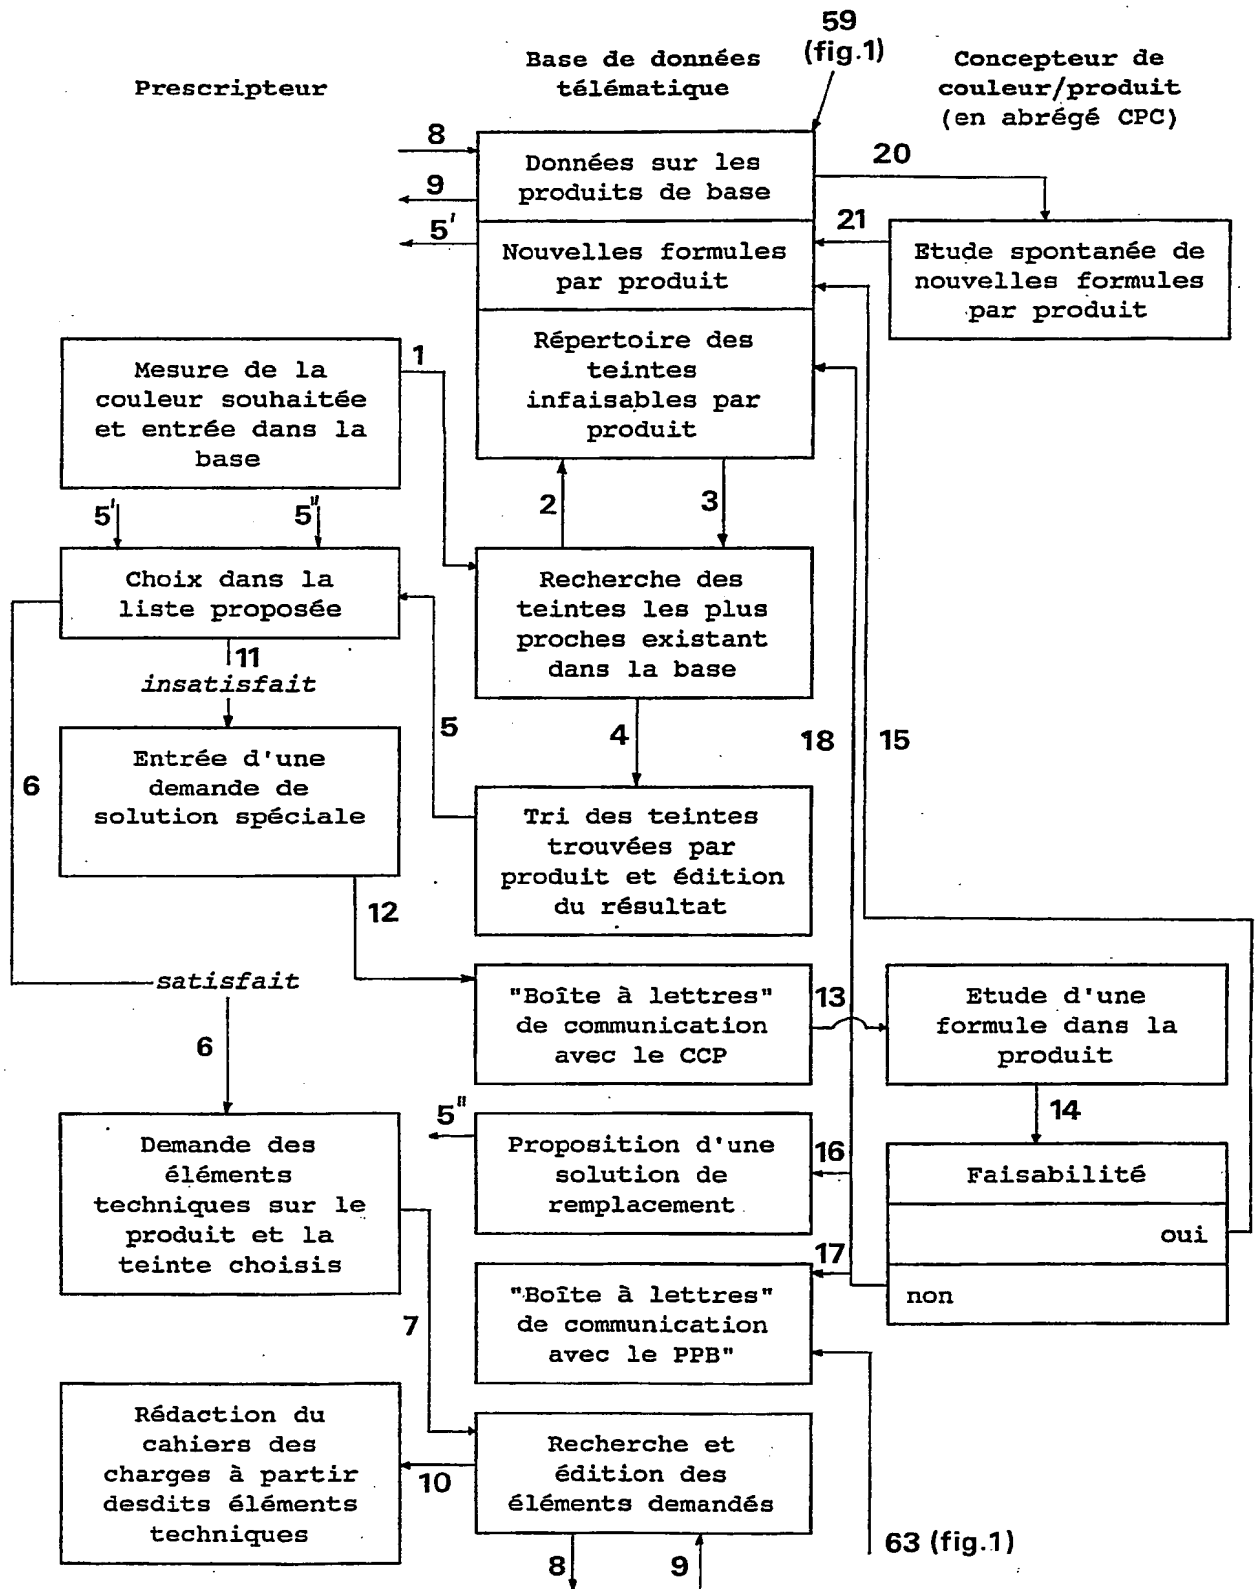 59
(fig.1)
Prescripteur
Base de données
télématique
Concepteur de
couleur/produit
(en abrégé CPC)
8
9
5'
Données sur les
produits de base
Nouvelles formules
par produit
Répertoire des
teintes
infaisables par
produit
20
21
Etude spontanée de
nouvelles formules
par produit
Mesure de la
couleur souhaitée
et entrée dans la
base
1
2
3
5'
5"
Choix dans la
liste proposée
Recherche des
teintes les plus
proches existant
dans la base
11
insatisfait
Entrée d'une
demande de
solution spéciale
6
5
4
18
15
Tri des teintes
trouvées par
produit et édition
du résultat
12
satisfait
6
"Boîte à lettres"
de communication
avec le CCP
13
Etude d'une
formule dans la
produit
14
Demande des
éléments
techniques sur le
produit et la
teinte choisis
5"
Proposition d'une
solution de
remplacement
16
Faisabilité
oui
non
17
"Boîte à lettres"
de communication
avec le PPB"
7
Rédaction du
cahiers des
charges à partir
desdits éléments
techniques
10
Recherche et
édition des
éléments demandés
8
9
63 (fig.1)